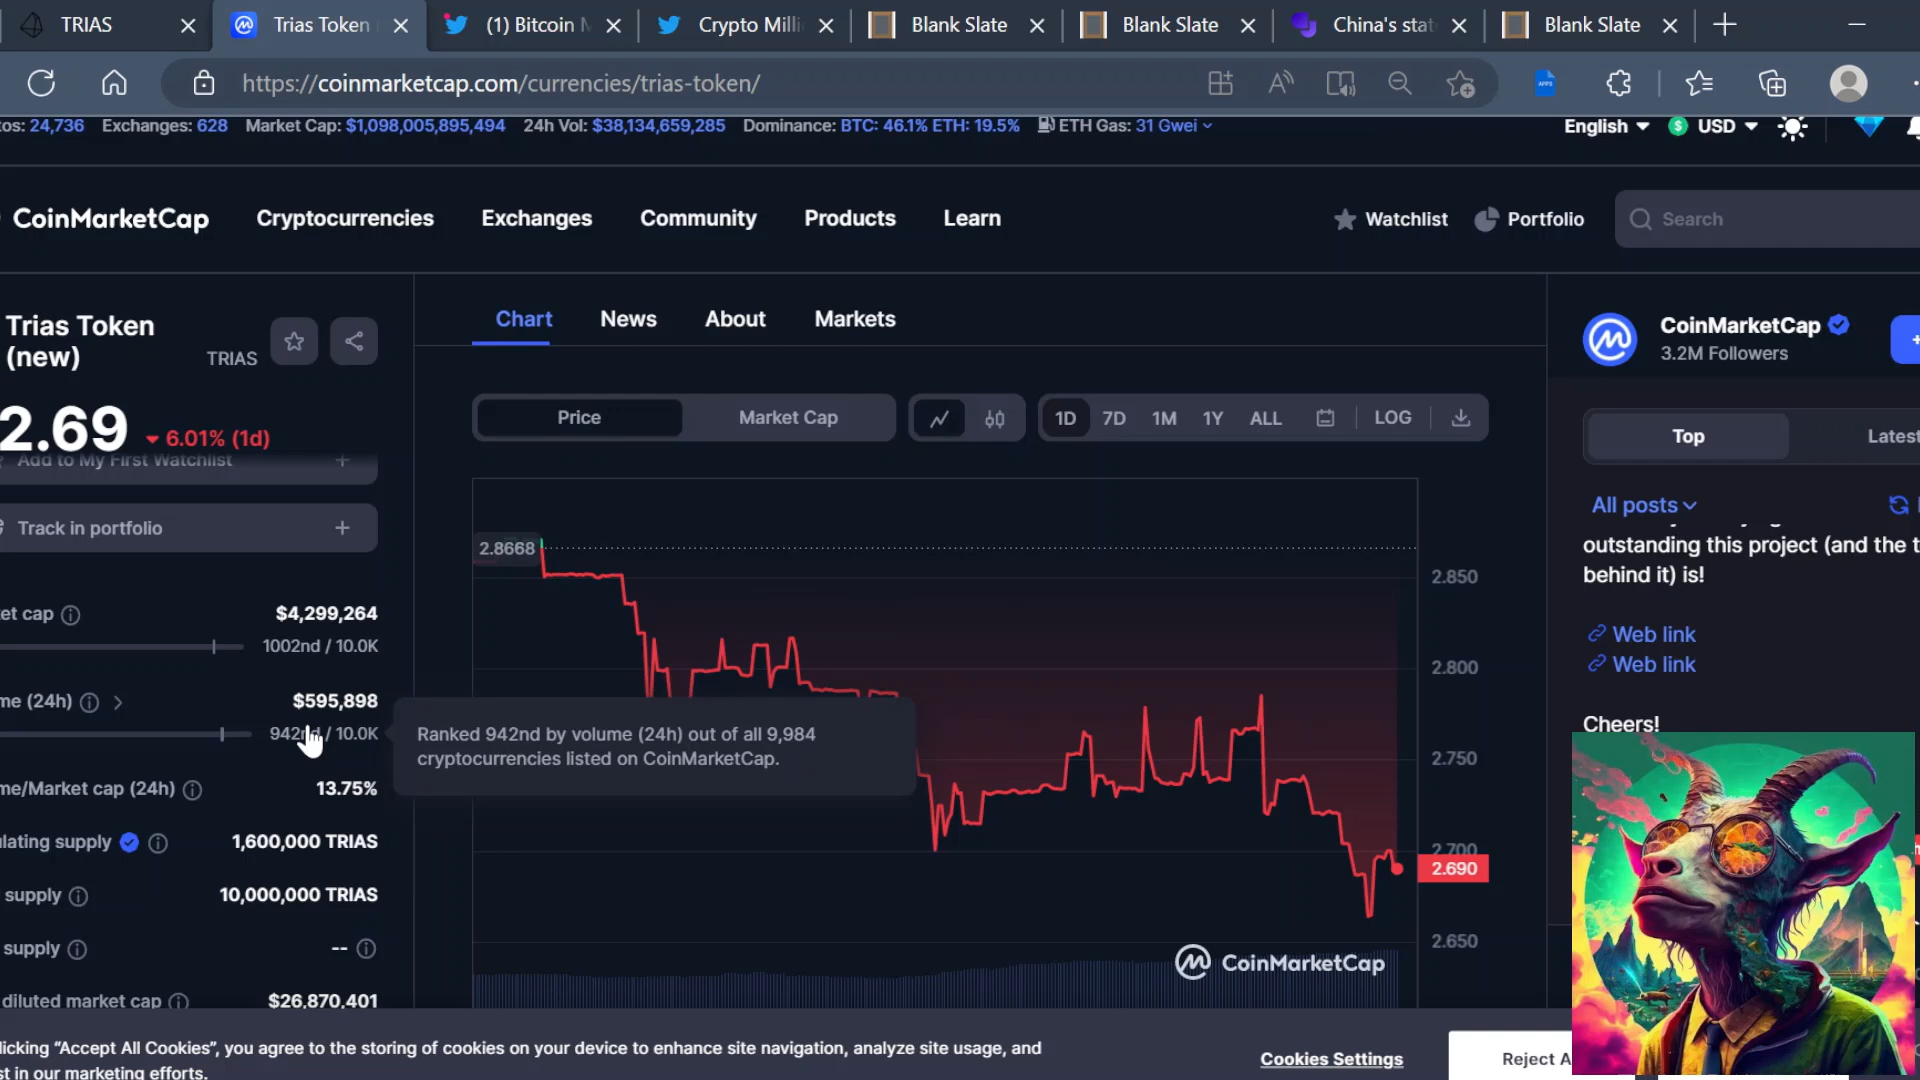 TRIAS
Trias Token
(1) Bitcoin
Crypto Milli
Blank Slate
Blank Slate
China's stat
Blank Slate
https://coinmarketcap.com/currencies/trias-token/
APPS
os: 24,736 Exchanges: 628 Market Cap: $1,098,005,895,494 24h Vol: $38,134,659,285 Dominance: BTC: 46.1% ETH: 19.5% ETH Gas: 31 Gwei
English
USD
CoinMarketCap
Cryptocurrencies
Exchanges
Community
Products
Learn
Watchlist
Portfolio
Search
Trias Token
(new)
TRIAS
2.69
6.01% (1d)
Add to My First Watchlist
Track in portfolio
et cap
$4,299,264
1002nd / 10.0K
me (24h)
$595,898
942nd / 10.0K
me/Market cap (24h)
13.75%
lating supply
1,600,000 TRIAS
supply
10,000,000 TRIAS
supply
--
diluted market cap
$26,870,401
Chart
News
About
Markets
Price
Market Cap
1D
7D
1M
1Y
ALL
LOG
2.8668
2.850
2.800
2.750
2.700
2.690
2.650
Ranked 942nd by volume (24h) out of all 9,984
cryptocurrencies listed on CoinMarketCap.
CoinMarketCap
CoinMarketCap
3.2M Followers
Top
Latest
All posts
outstanding this project (and the t
behind it) is!
Web link
Web link
Cheers!
licking “Accept All Cookies”, you agree to the storing of cookies on your device to enhance site navigation, analyze site usage, and
st in our marketing efforts.
Cookies Settings
Reject A